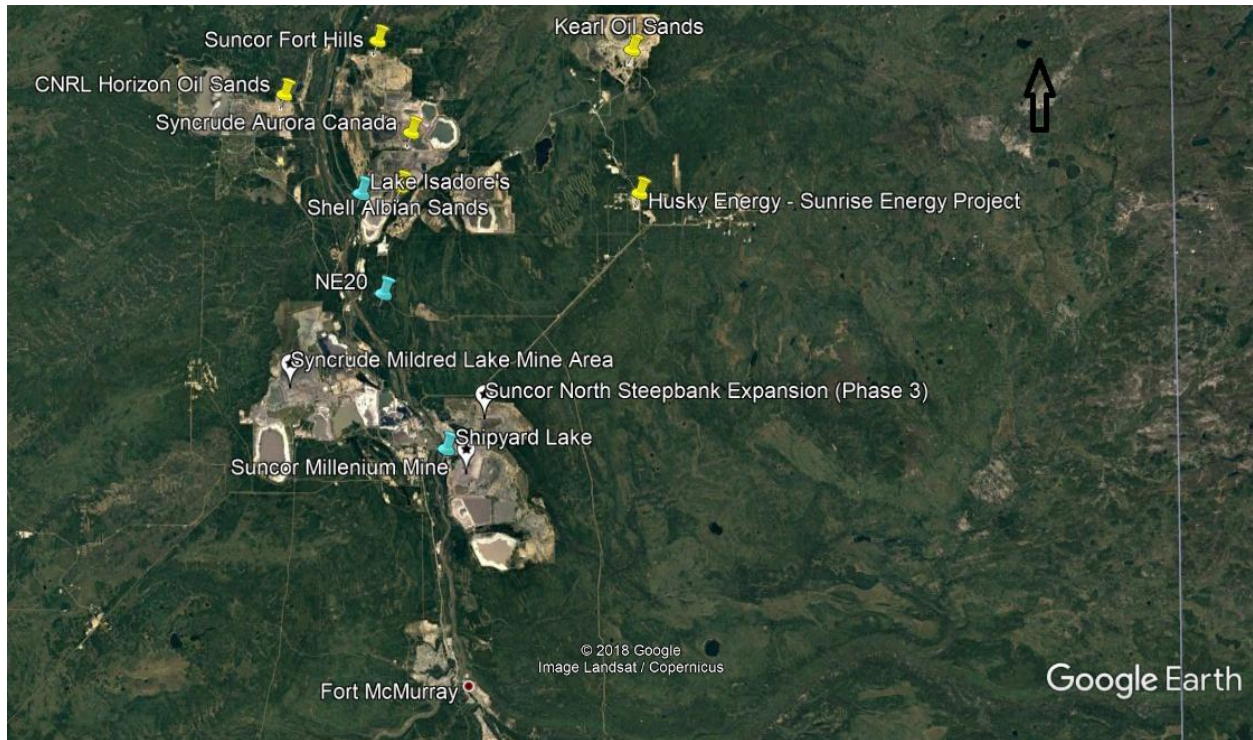 Kearl Oil Sands
Suncor Fort Hills
CNRL Horizon Oil Sands
Syncrude Aurora Canada
Lake Isadore's
Husky Energy - Sunrise Energy Project
Shell Albian Sands
NE20
Syncrude Mildred Lake Mine Area
Suncor North Steepbank Expansion (Phase 3)
Shipyard Lake
Suncor Millenium Mine
© 2018 Google
Image Landsat / Copernicus
Google Earth
Fort McMurray